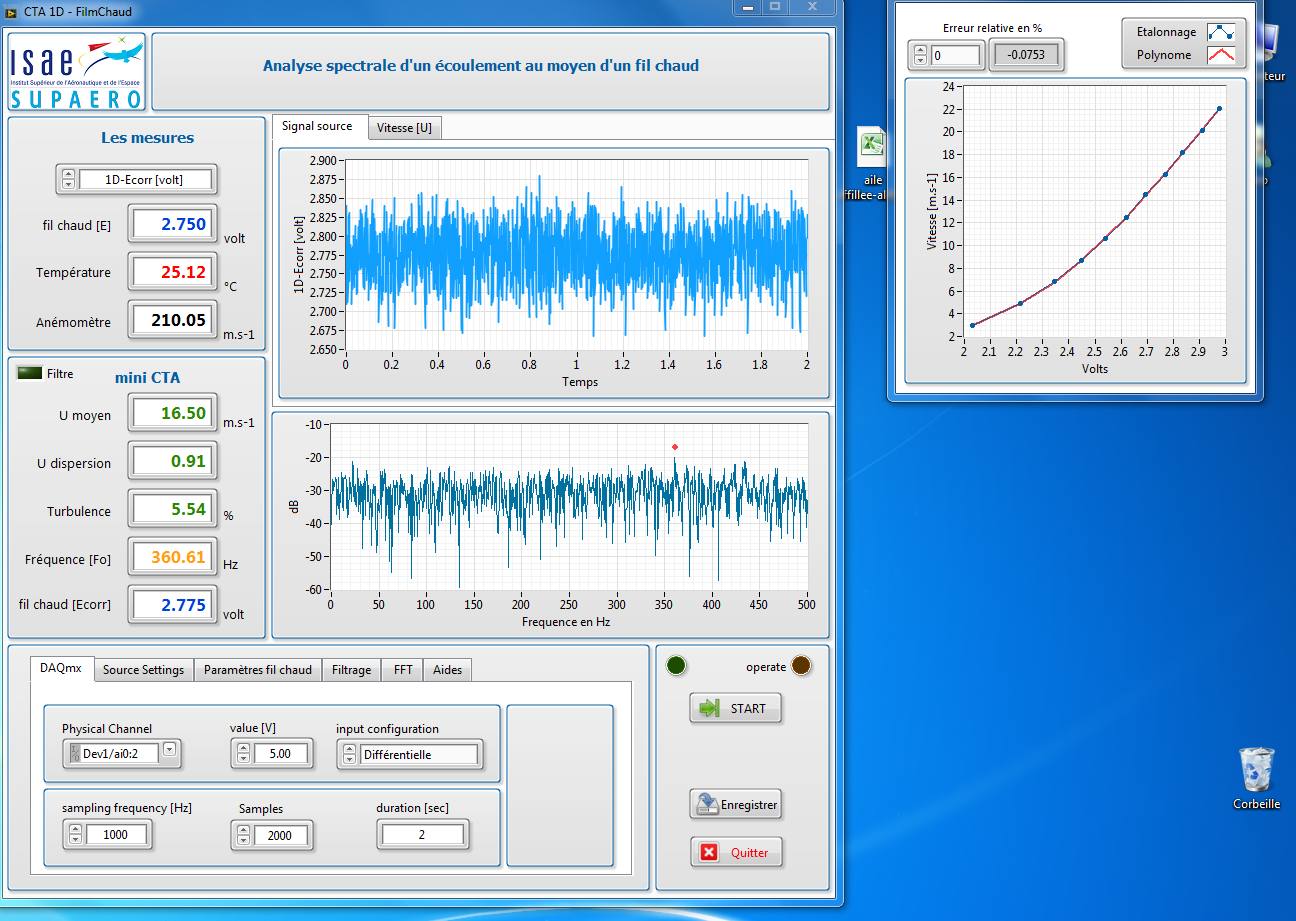 CTA 1D - FilmChaud
isae
Institut Supérieur de l'Aéronautique et de l'Espace
SUPAERO
Analyse spectrale d'un écoulement au moyen d'un fil chaud
Les mesures
1D-Ecorr [volt]
fil chaud [E] 2.750 volt
Température 25.12 °C
Anémomètre 210.05 m.s-1
Filtre
mini CTA
U moyen 16.50 m.s-1
U dispersion 0.91
Turbulence 5.54 %
Fréquence [Fo] 360.61 Hz
fil chaud [Ecorr] 2.775 volt
Signal source Vitesse [U]
1D-Ecorr [volt]
2.900
2.875
2.850
2.825
2.800
2.775
2.750
2.725
2.700
2.675
2.650
0 0.2 0.4 0.6 0.8 1 1.2 1.4 1.6 1.8 2
Temps
dB
-10
-20
-30
-40
-50
-60
0 50 100 150 200 250 300 350 400 450 500
Frequence en Hz
DAQmx Source Settings Paramètres fil chaud Filtrage FFT Aides
Physical Channel value [V] input configuration
Dev1/ai0:2 5.00 Différentielle
sampling frequency [Hz] Samples duration [sec]
1000 2000 2
operate
START
Enregistrer
Quitter
Erreur relative en %
0 -0.0753
Etalonnage
Polynome
Vitesse [m.s-1]
24
22
20
18
16
14
12
10
8
6
4
2
2 2.1 2.2 2.3 2.4 2.5 2.6 2.7 2.8 2.9 3
Volts
aile
ffillee-al
teur
Corbeille